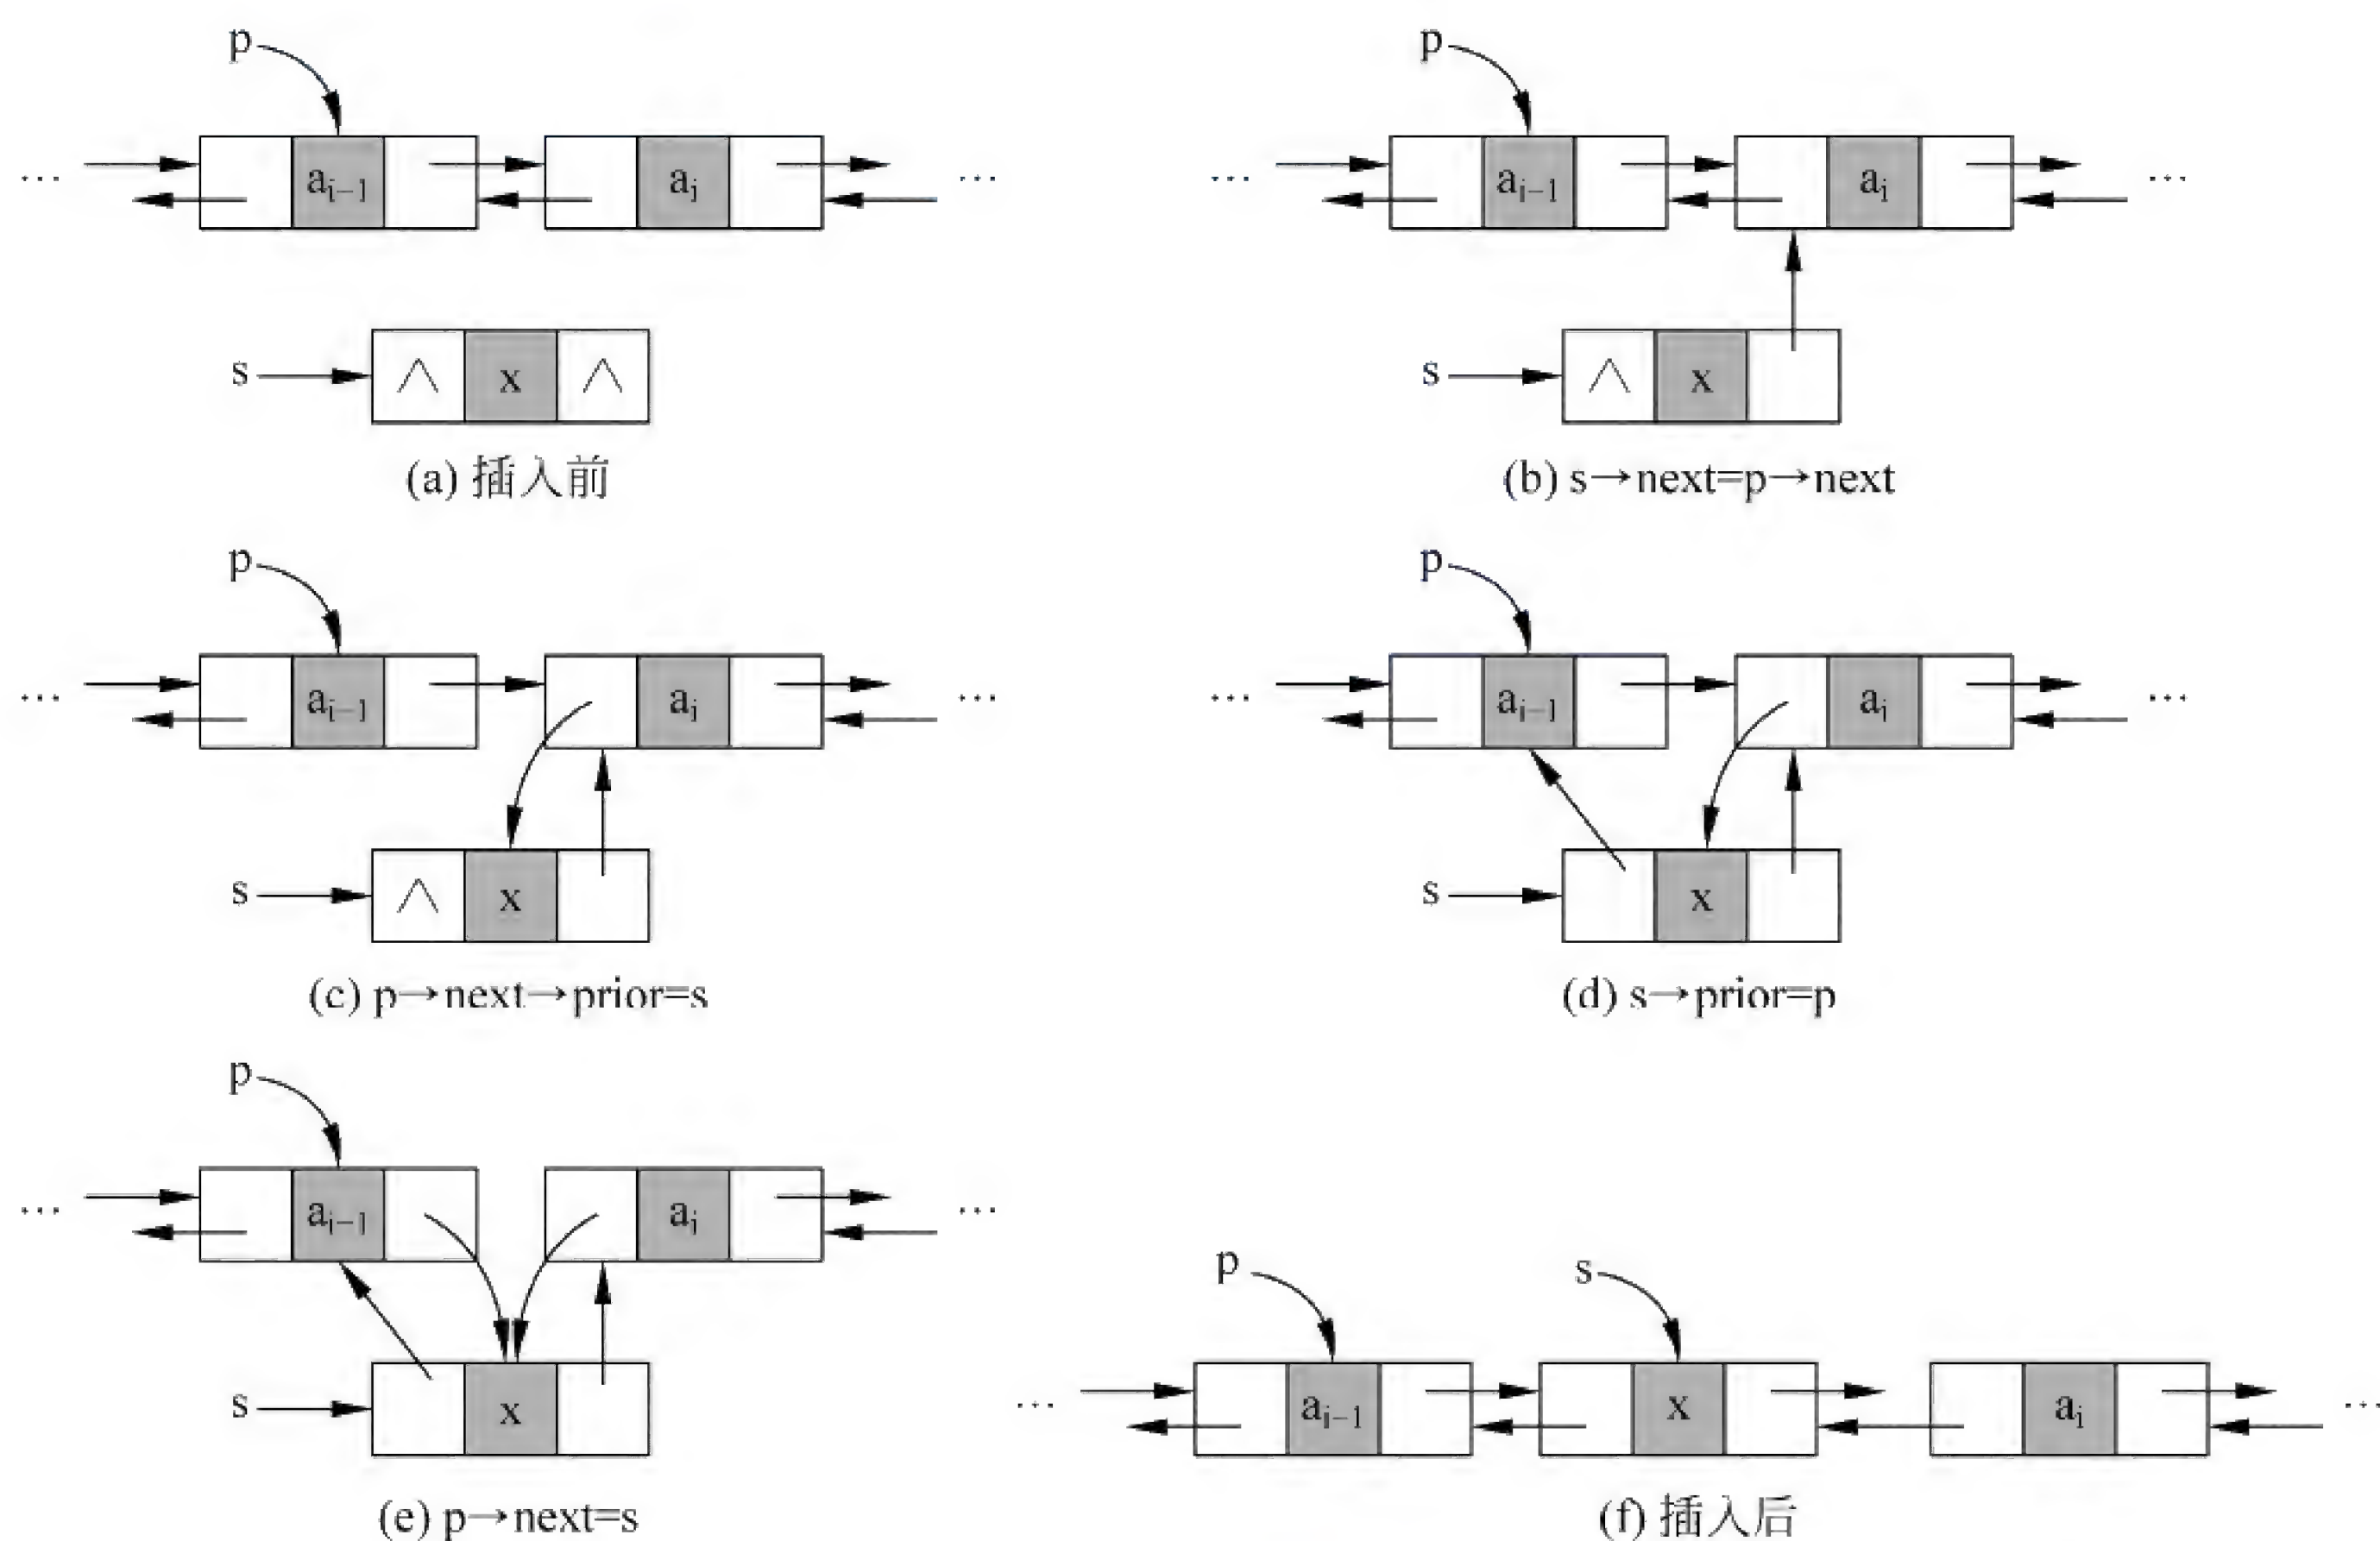 p
p
… a_{i-1} a_i …
… a_{i-1} a_i …
s ∧ x ∧
s ∧ x
(a) 插入前
(b) s→next=p→next
p
p
… a_{i-1} a_i …
… a_{i-1} a_i …
s ∧ x
s x
(c) p→next→prior=s
(d) s→prior=p
p
… a_{i-1} a_i …
s x
(e) p→next=s
p s
… a_{i-1} x a_i …
(f) 插入后